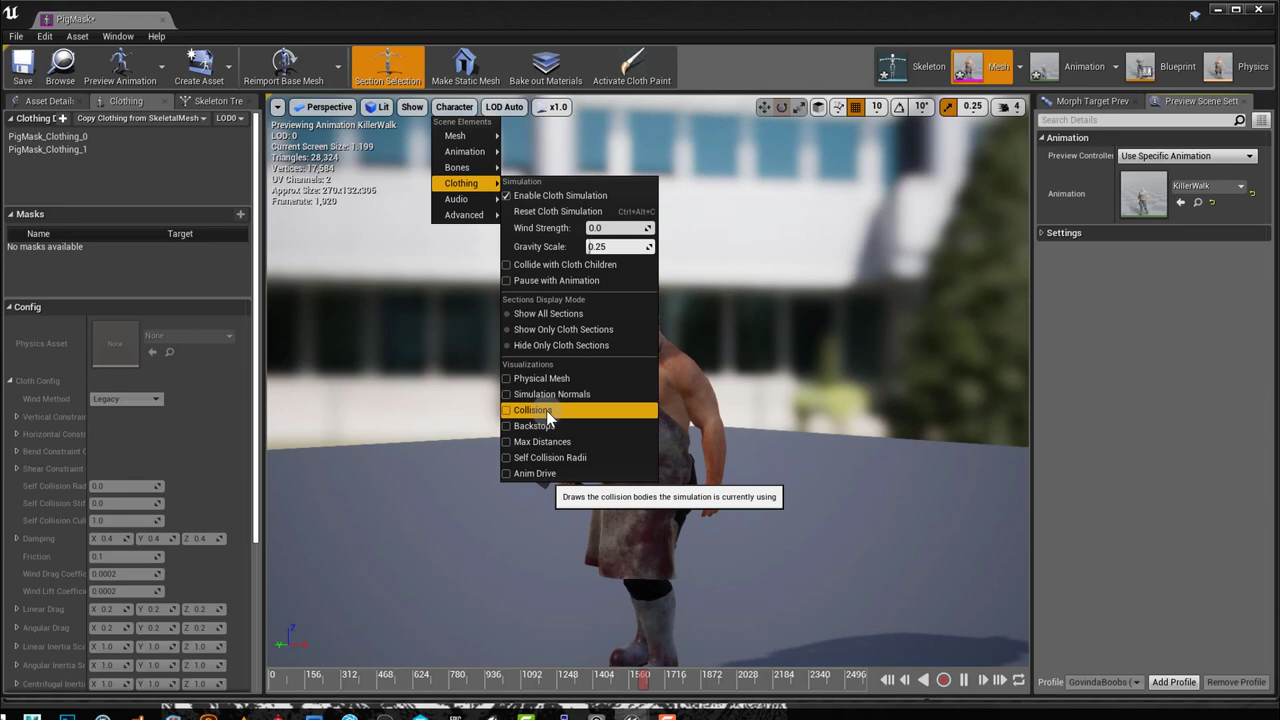 PigMask*
File Edit Asset Window Help
Save Browse Preview Animation Create Asset Reimport Base Mesh Section Selection Make Static Mesh Bake out Materials Activate Cloth Paint Skeleton Mesh Animation Blueprint Physics
Asset Detail Clothing Skeleton Tre
Clothing D Copy Clothing from SkeletalMesh LOD0
PigMask_Clothing_0
PigMask_Clothing_1
Masks
Name Target
No masks available
Config
Physics Asset None None
Cloth Config
Wind Method Legacy
Vertical Constrain
Horizontal Constr
Bend Constraint C
Shear Constraint
Self Collision Rad 0.0
Self Collision Stif 0.0
Self Collision Cul 1.0
Damping X 0.4 Y 0.4 Z 0.4
Friction 0.1
Wind Drag Coeffic 0.0002
Wind Lift Coefficie 0.0002
Linear Drag X 0.2 Y 0.2 Z 0.2
Angular Drag X 0.2 Y 0.2 Z 0.2
Linear Inertia Sca X 1.0 Y 1.0 Z 1.0
Angular Inertia Sc X 1.0 Y 1.0 Z 1.0
Centrifugal Inerti X 1.0 Y 1.0 Z 1.0
Perspective Lit Show Character LOD Auto x1.0 10 10° 0.25 4
Previewing Animation KillerWalk
LOD: 0
Current Screen Size: 1.199
Triangles: 28,324
Vertices: 17,584
UV Channels: 2
Approx Size: 270x132x306
Framerate: 1,920
Scene Elements
Mesh
Animation
Bones
Clothing
Audio
Advanced
Simulation
Enable Cloth Simulation
Reset Cloth Simulation Ctrl+Alt+C
Wind Strength: 0.0
Gravity Scale: 0.25
Collide with Cloth Children
Pause with Animation
Sections Display Mode
Show All Sections
Show Only Cloth Sections
Hide Only Cloth Sections
Visualizations
Physical Mesh
Simulation Normals
Collisions
Backstops
Max Distances
Self Collision Radii
Anim Drive
Draws the collision bodies the simulation is currently using
Z
Y
X
0 156 312 468 624 780 936 1092 1248 1404 1560 1716 1872 2028 2184 2340 2496
Morph Target Prev Preview Scene Sett
Search Details
Animation
Preview Controller Use Specific Animation
Animation KillerWalk
Settings
Profile GovindaBoobs ( Add Profile Remove Profile